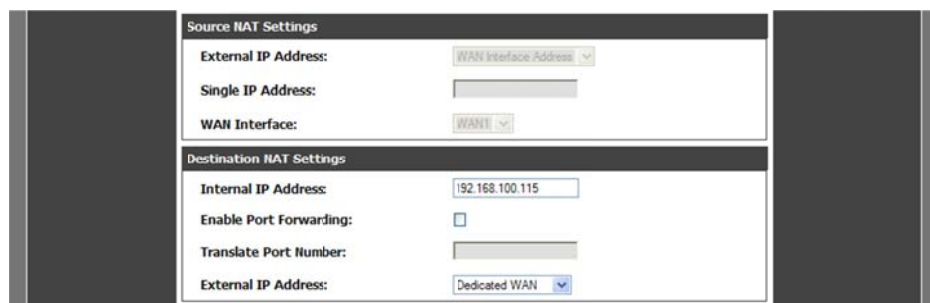 Source NAT Settings
External IP Address: WAN Interface Address
Single IP Address:
WAN Interface: WAN1
Destination NAT Settings
Internal IP Address: 192.168.100.115
Enable Port Forwarding:
Translate Port Number:
External IP Address: Dedicated WAN